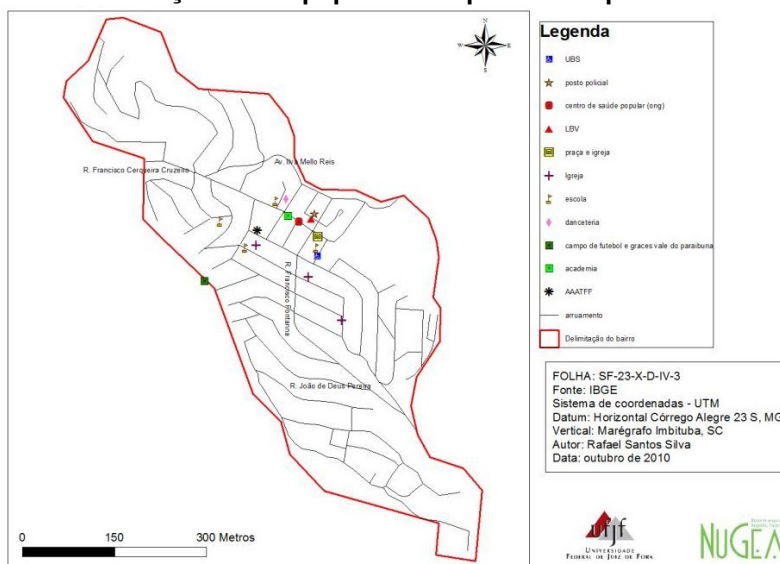 N
W
E
S
R. Francisco Cerqueira Cruzeiro
Av. Ilva Mello Reis
R. Francisco Fontainna
R. João de Deus Pereira
0 150 300 Metros
Legenda
UBS
posto policial
centro de saúde popular (ong)
LBV
praça e igreja
Igreja
escola
danceteria
campo de futebol e graces vale do paraibuna
academia
AAATFF
arruamento
Delimitação do bairro
FOLHA: SF-23-X-D-IV-3
Fonte: IBGE
Sistema de coordenadas - UTM
Datum: Horizontal Córrego Alegre 23 S, MG
Vertical: Marégrafo Imbituba, SC
Autor: Rafael Santos Silva
Data: outubro de 2010
ufjf
UNIVERSIDADE
FEDERAL DE JUIZ DE FORA
NUGEA